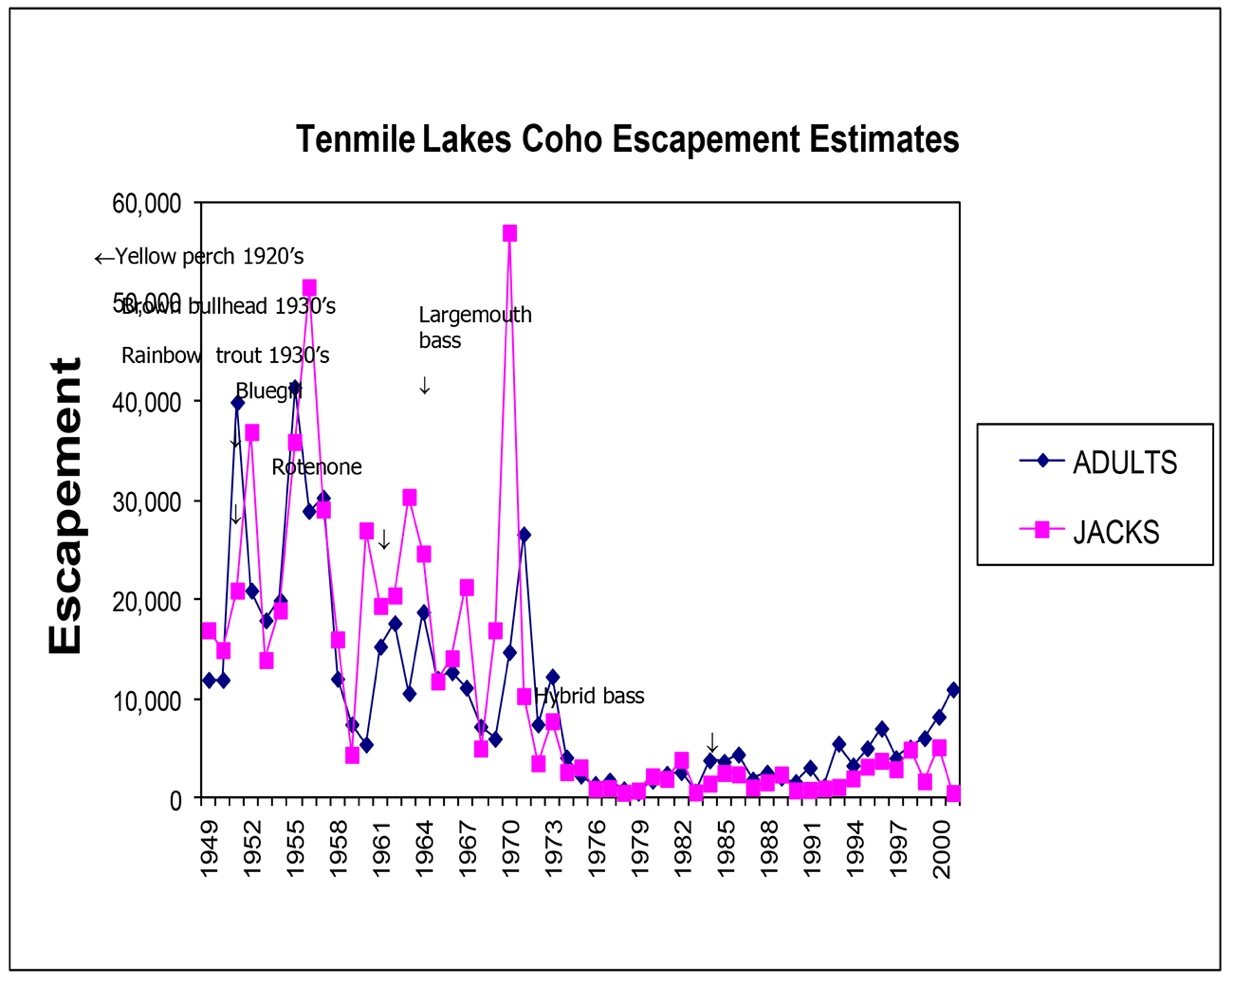 Tenmile Lakes Coho Escapement Estimates
60,000
←Yellow perch 1920's
50,000
Brown bullhead 1930's
Largemouth
bass
Rainbow trout 1930's
↓
Bluegill
40,000
↓
Rotenone
ADULTS
30,000
↓
↓
JACKS
Escapement
20,000
10,000
Hybrid bass
↓
0
1949
1952
1955
1958
1961
1964
1967
1970
1973
1976
1979
1982
1985
1988
1991
1994
1997
2000